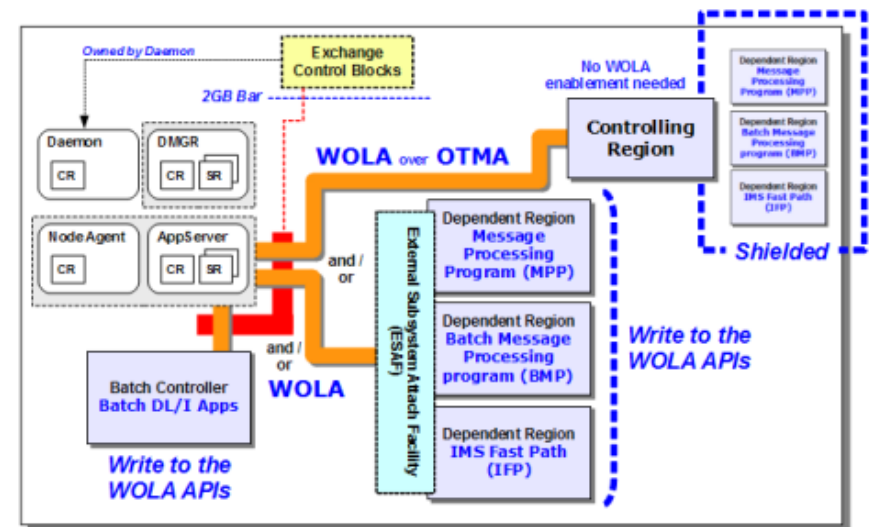 Owned by Daemon
Exchange
Control Blocks
2GB Bar
No WOLA
enablement needed
Dependent Region
Message
Processing
Program (MPP)
Dependent Region
Batch Message
Processing
program (BMP)
Dependent Region
IMS Fast Path
(IFP)
Shielded
Controlling
Region
Daemon
CR
DMGR
CR
SR
WOLA over OTMA
NodeAgent
CR
AppServer
CR
SR
and /
or
External Subsystem Attach Facility
(ESAF)
Dependent Region
Message
Processing
Program (MPP)
Dependent Region
Batch Message
Processing
program (BMP)
Dependent Region
IMS Fast Path
(IFP)
Write to the
WOLA APIs
and /
or
WOLA
Batch Controller
Batch DL/I Apps
Write to the
WOLA APIs